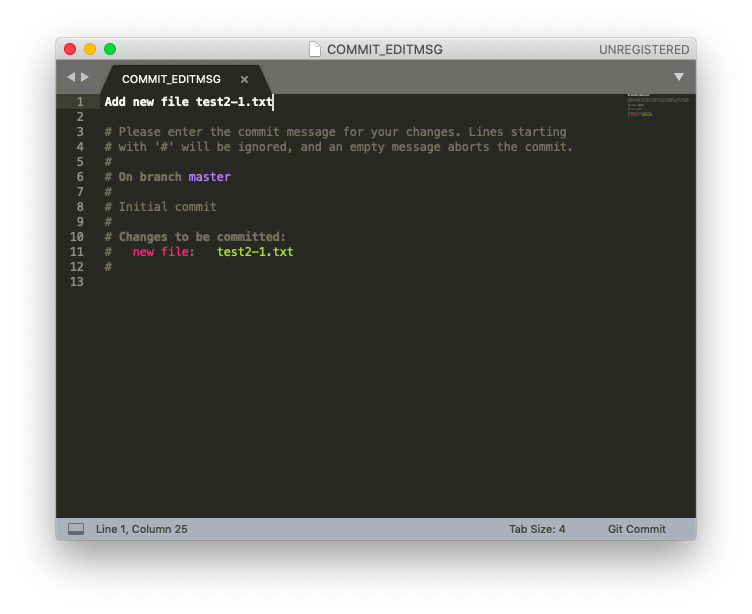 COMMIT_EDITMSG
UNREGISTERED
COMMIT_EDITMSG ×
1 Add new file test2-1.txt
2
3 # Please enter the commit message for your changes. Lines starting
4 # with '#' will be ignored, and an empty message aborts the commit.
5 #
6 # On branch master
7 #
8 # Initial commit
9 #
10 # Changes to be committed:
11 #   new file:   test2-1.txt
12 #
13
Line 1, Column 25
Tab Size: 4
Git Commit